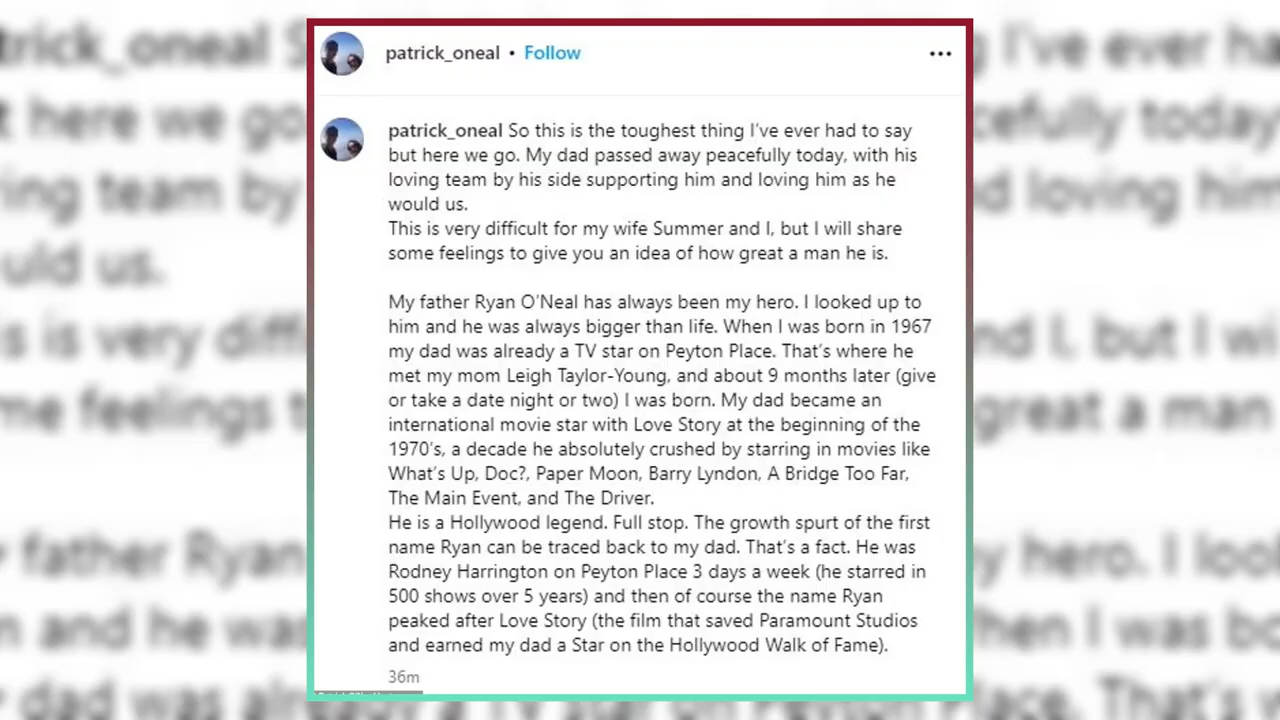 patrick_oneal • Follow
patrick_oneal So this is the toughest thing I've ever had to say
but here we go. My dad passed away peacefully today, with his
loving team by his side supporting him and loving him as he
would us.
This is very difficult for my wife Summer and I, but I will share
some feelings to give you an idea of how great a man he is.
My father Ryan O'Neal has always been my hero. I looked up to
him and he was always bigger than life. When I was born in 1967
my dad was already a TV star on Peyton Place. That's where he
met my mom Leigh Taylor-Young, and about 9 months later (give
or take a date night or two) I was born. My dad became an
international movie star with Love Story at the beginning of the
1970's, a decade he absolutely crushed by starring in movies like
What's Up, Doc?, Paper Moon, Barry Lyndon, A Bridge Too Far,
The Main Event, and The Driver.
He is a Hollywood legend. Full stop. The growth spurt of the first
name Ryan can be traced back to my dad. That's a fact. He was
Rodney Harrington on Peyton Place 3 days a week (he starred in
500 shows over 5 years) and then of course the name Ryan
peaked after Love Story (the film that saved Paramount Studios
and earned my dad a Star on the Hollywood Walk of Fame).
36m